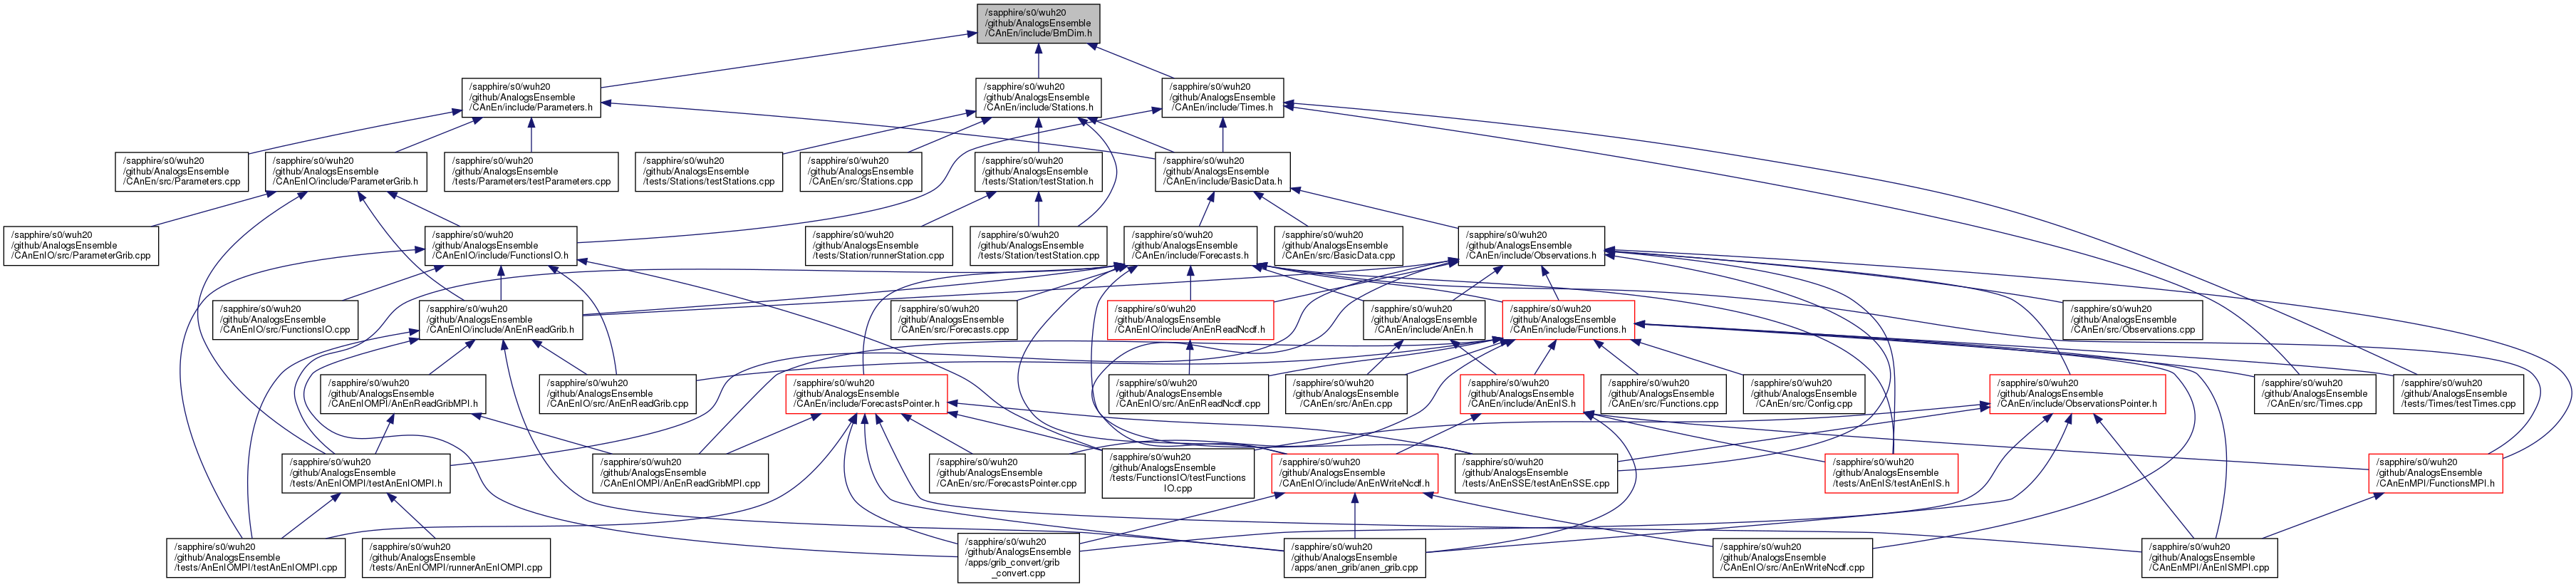 /sapphire/s0/wuh20
/github/AnalogsEnsemble
/CAnEn/include/BmDim.h
/sapphire/s0/wuh20
/github/AnalogsEnsemble
/CAnEn/include/Parameters.h
/sapphire/s0/wuh20
/github/AnalogsEnsemble
/CAnEn/include/Stations.h
/sapphire/s0/wuh20
/github/AnalogsEnsemble
/CAnEn/include/Times.h
/sapphire/s0/wuh20
/github/AnalogsEnsemble
/CAnEn/src/Parameters.cpp
/sapphire/s0/wuh20
/github/AnalogsEnsemble
/CAnEnIO/include/ParameterGrib.h
/sapphire/s0/wuh20
/github/AnalogsEnsemble
/tests/Parameters/testParameters.cpp
/sapphire/s0/wuh20
/github/AnalogsEnsemble
/tests/Stations/testStations.cpp
/sapphire/s0/wuh20
/github/AnalogsEnsemble
/CAnEn/src/Stations.cpp
/sapphire/s0/wuh20
/github/AnalogsEnsemble
/tests/Station/testStation.h
/sapphire/s0/wuh20
/github/AnalogsEnsemble
/CAnEn/include/BasicData.h
/sapphire/s0/wuh20
/github/AnalogsEnsemble
/CAnEnIO/src/ParameterGrib.cpp
/sapphire/s0/wuh20
/github/AnalogsEnsemble
/CAnEnIO/include/FunctionsIO.h
/sapphire/s0/wuh20
/github/AnalogsEnsemble
/tests/Station/runnerStation.cpp
/sapphire/s0/wuh20
/github/AnalogsEnsemble
/tests/Station/testStation.cpp
/sapphire/s0/wuh20
/github/AnalogsEnsemble
/CAnEn/include/Forecasts.h
/sapphire/s0/wuh20
/github/AnalogsEnsemble
/CAnEn/src/BasicData.cpp
/sapphire/s0/wuh20
/github/AnalogsEnsemble
/CAnEn/include/Observations.h
/sapphire/s0/wuh20
/github/AnalogsEnsemble
/CAnEnIO/src/FunctionsIO.cpp
/sapphire/s0/wuh20
/github/AnalogsEnsemble
/CAnEnIO/include/AnEnReadGrib.h
/sapphire/s0/wuh20
/github/AnalogsEnsemble
/CAnEn/src/Forecasts.cpp
/sapphire/s0/wuh20
/github/AnalogsEnsemble
/CAnEnIO/include/AnEnReadNcdf.h
/sapphire/s0/wuh20
/github/AnalogsEnsemble
/CAnEn/include/AnEn.h
/sapphire/s0/wuh20
/github/AnalogsEnsemble
/CAnEn/include/Functions.h
/sapphire/s0/wuh20
/github/AnalogsEnsemble
/CAnEn/src/Observations.cpp
/sapphire/s0/wuh20
/github/AnalogsEnsemble
/CAnEnIOMPI/AnEnReadGribMPI.h
/sapphire/s0/wuh20
/github/AnalogsEnsemble
/CAnEnIO/src/AnEnReadGrib.cpp
/sapphire/s0/wuh20
/github/AnalogsEnsemble
/CAnEn/include/ForecastsPointer.h
/sapphire/s0/wuh20
/github/AnalogsEnsemble
/CAnEnIO/src/AnEnReadNcdf.cpp
/sapphire/s0/wuh20
/github/AnalogsEnsemble
/CAnEn/src/AnEn.cpp
/sapphire/s0/wuh20
/github/AnalogsEnsemble
/CAnEn/include/AnEnIS.h
/sapphire/s0/wuh20
/github/AnalogsEnsemble
/CAnEn/src/Functions.cpp
/sapphire/s0/wuh20
/github/AnalogsEnsemble
/CAnEn/src/Config.cpp
/sapphire/s0/wuh20
/github/AnalogsEnsemble
/CAnEn/include/ObservationsPointer.h
/sapphire/s0/wuh20
/github/AnalogsEnsemble
/CAnEn/src/Times.cpp
/sapphire/s0/wuh20
/github/AnalogsEnsemble
/tests/Times/testTimes.cpp
/sapphire/s0/wuh20
/github/AnalogsEnsemble
/tests/AnEnIOMPI/testAnEnIOMPI.h
/sapphire/s0/wuh20
/github/AnalogsEnsemble
/CAnEnIOMPI/AnEnReadGribMPI.cpp
/sapphire/s0/wuh20
/github/AnalogsEnsemble
/CAnEn/src/ForecastsPointer.cpp
/sapphire/s0/wuh20
/github/AnalogsEnsemble
/tests/FunctionsIO/testFunctions
IO.cpp
/sapphire/s0/wuh20
/github/AnalogsEnsemble
/CAnEnIO/include/AnEnWriteNcdf.h
/sapphire/s0/wuh20
/github/AnalogsEnsemble
/tests/AnEnSSE/testAnEnSSE.cpp
/sapphire/s0/wuh20
/github/AnalogsEnsemble
/tests/AnEnIS/testAnEnIS.h
/sapphire/s0/wuh20
/github/AnalogsEnsemble
/CAnEnMPI/FunctionsMPI.h
/sapphire/s0/wuh20
/github/AnalogsEnsemble
/tests/AnEnIOMPI/testAnEnIOMPI.cpp
/sapphire/s0/wuh20
/github/AnalogsEnsemble
/tests/AnEnIOMPI/runnerAnEnIOMPI.cpp
/sapphire/s0/wuh20
/github/AnalogsEnsemble
/apps/grib_convert/grib
_convert.cpp
/sapphire/s0/wuh20
/github/AnalogsEnsemble
/apps/anen_grib/anen_grib.cpp
/sapphire/s0/wuh20
/github/AnalogsEnsemble
/CAnEnIO/src/AnEnWriteNcdf.cpp
/sapphire/s0/wuh20
/github/AnalogsEnsemble
/CAnEnMPI/AnEnISMPI.cpp